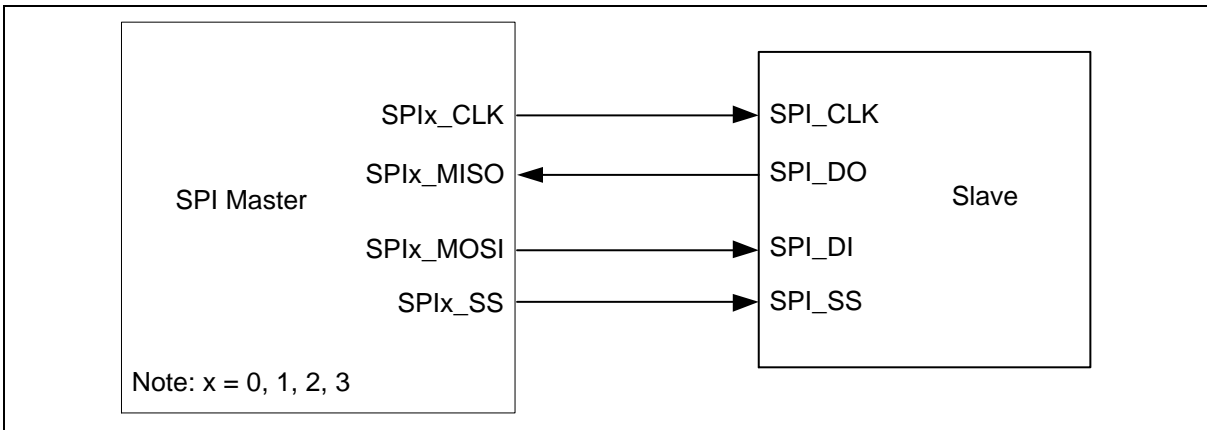 SPI Master
SPIx_CLK
SPIx_MISO
SPIx_MOSI
SPIx_SS
Note: x = 0, 1, 2, 3
SPI_CLK
SPI_DO
SPI_DI
SPI_SS
Slave